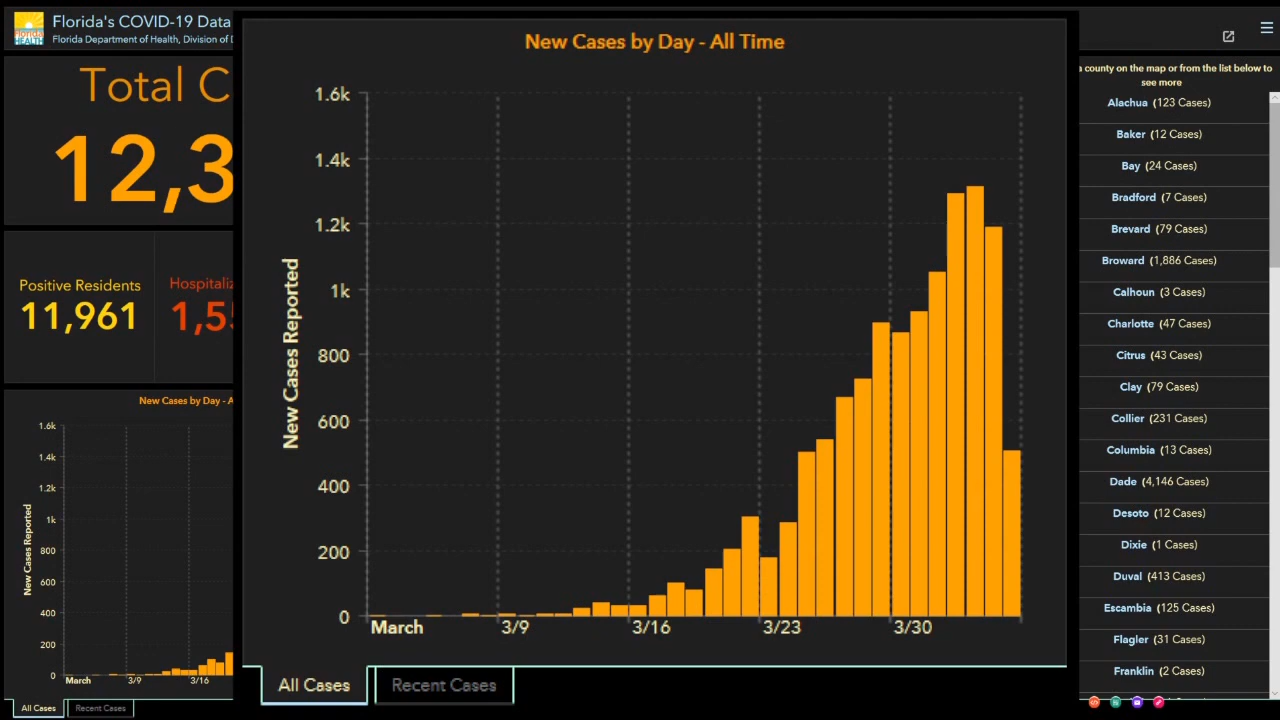 Florida's COVID-19 Data
Florida Department of Health, Division of
Florida
HEALTH
Total C
12,3
Positive Residents
11,961
Hospitaliz
1,55
New Cases by Day - A
1.6k
1.4k
1.2k
1k
800
600
400
200
0
New Cases Reported
March
3/9
3/16
All Cases
Recent Cases
New Cases by Day - All Time
1.6k
1.4k
1.2k
1k
800
600
400
200
0
New Cases Reported
March
3/9
3/16
3/23
3/30
All Cases
Recent Cases
a county on the map or from the list below to
see more
Alachua (123 Cases)
Baker (12 Cases)
Bay (24 Cases)
Bradford (7 Cases)
Brevard (79 Cases)
Broward (1,886 Cases)
Calhoun (3 Cases)
Charlotte (47 Cases)
Citrus (43 Cases)
Clay (79 Cases)
Collier (231 Cases)
Columbia (13 Cases)
Dade (4,146 Cases)
Desoto (12 Cases)
Dixie (1 Cases)
Duval (413 Cases)
Escambia (125 Cases)
Flagler (31 Cases)
Franklin (2 Cases)